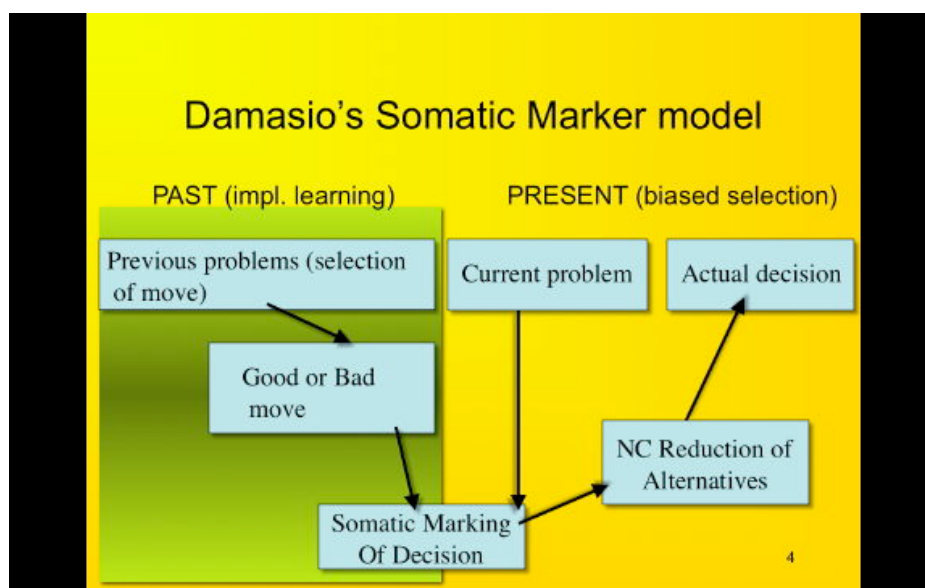 Damasio's Somatic Marker model
PAST (impl. learning)
PRESENT (biased selection)
Previous problems (selection
of move)
Current problem
Actual decision
Good or Bad
move
NC Reduction of
Alternatives
Somatic Marking
Of Decision
4